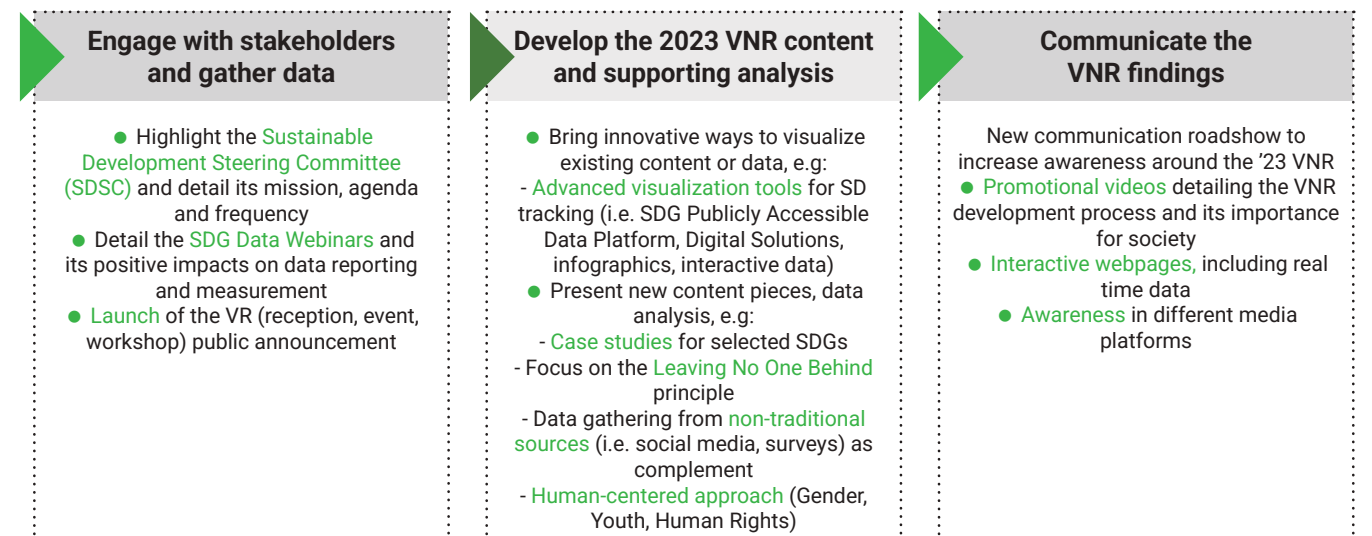 Engage with stakeholders
and gather data
● Highlight the Sustainable
Development Steering Committee
(SDSC) and detail its mission, agenda
and frequency
● Detail the SDG Data Webinars and
its positive impacts on data reporting
and measurement
● Launch of the VR (reception, event,
workshop) public announcement
Develop the 2023 VNR content
and supporting analysis
● Bring innovative ways to visualize
existing content or data, e.g:
- Advanced visualization tools for SD
tracking (i.e. SDG Publicly Accessible
Data Platform, Digital Solutions,
infographics, interactive data)
● Present new content pieces, data
analysis, e.g:
- Case studies for selected SDGs
- Focus on the Leaving No One Behind
principle
- Data gathering from non-traditional
sources (i.e. social media, surveys) as
complement
- Human-centered approach (Gender,
Youth, Human Rights)
Communicate the
VNR findings
New communication roadshow to
increase awareness around the ’23 VNR
● Promotional videos detailing the VNR
development process and its importance
for society
● Interactive webpages, including real
time data
● Awareness in different media
platforms